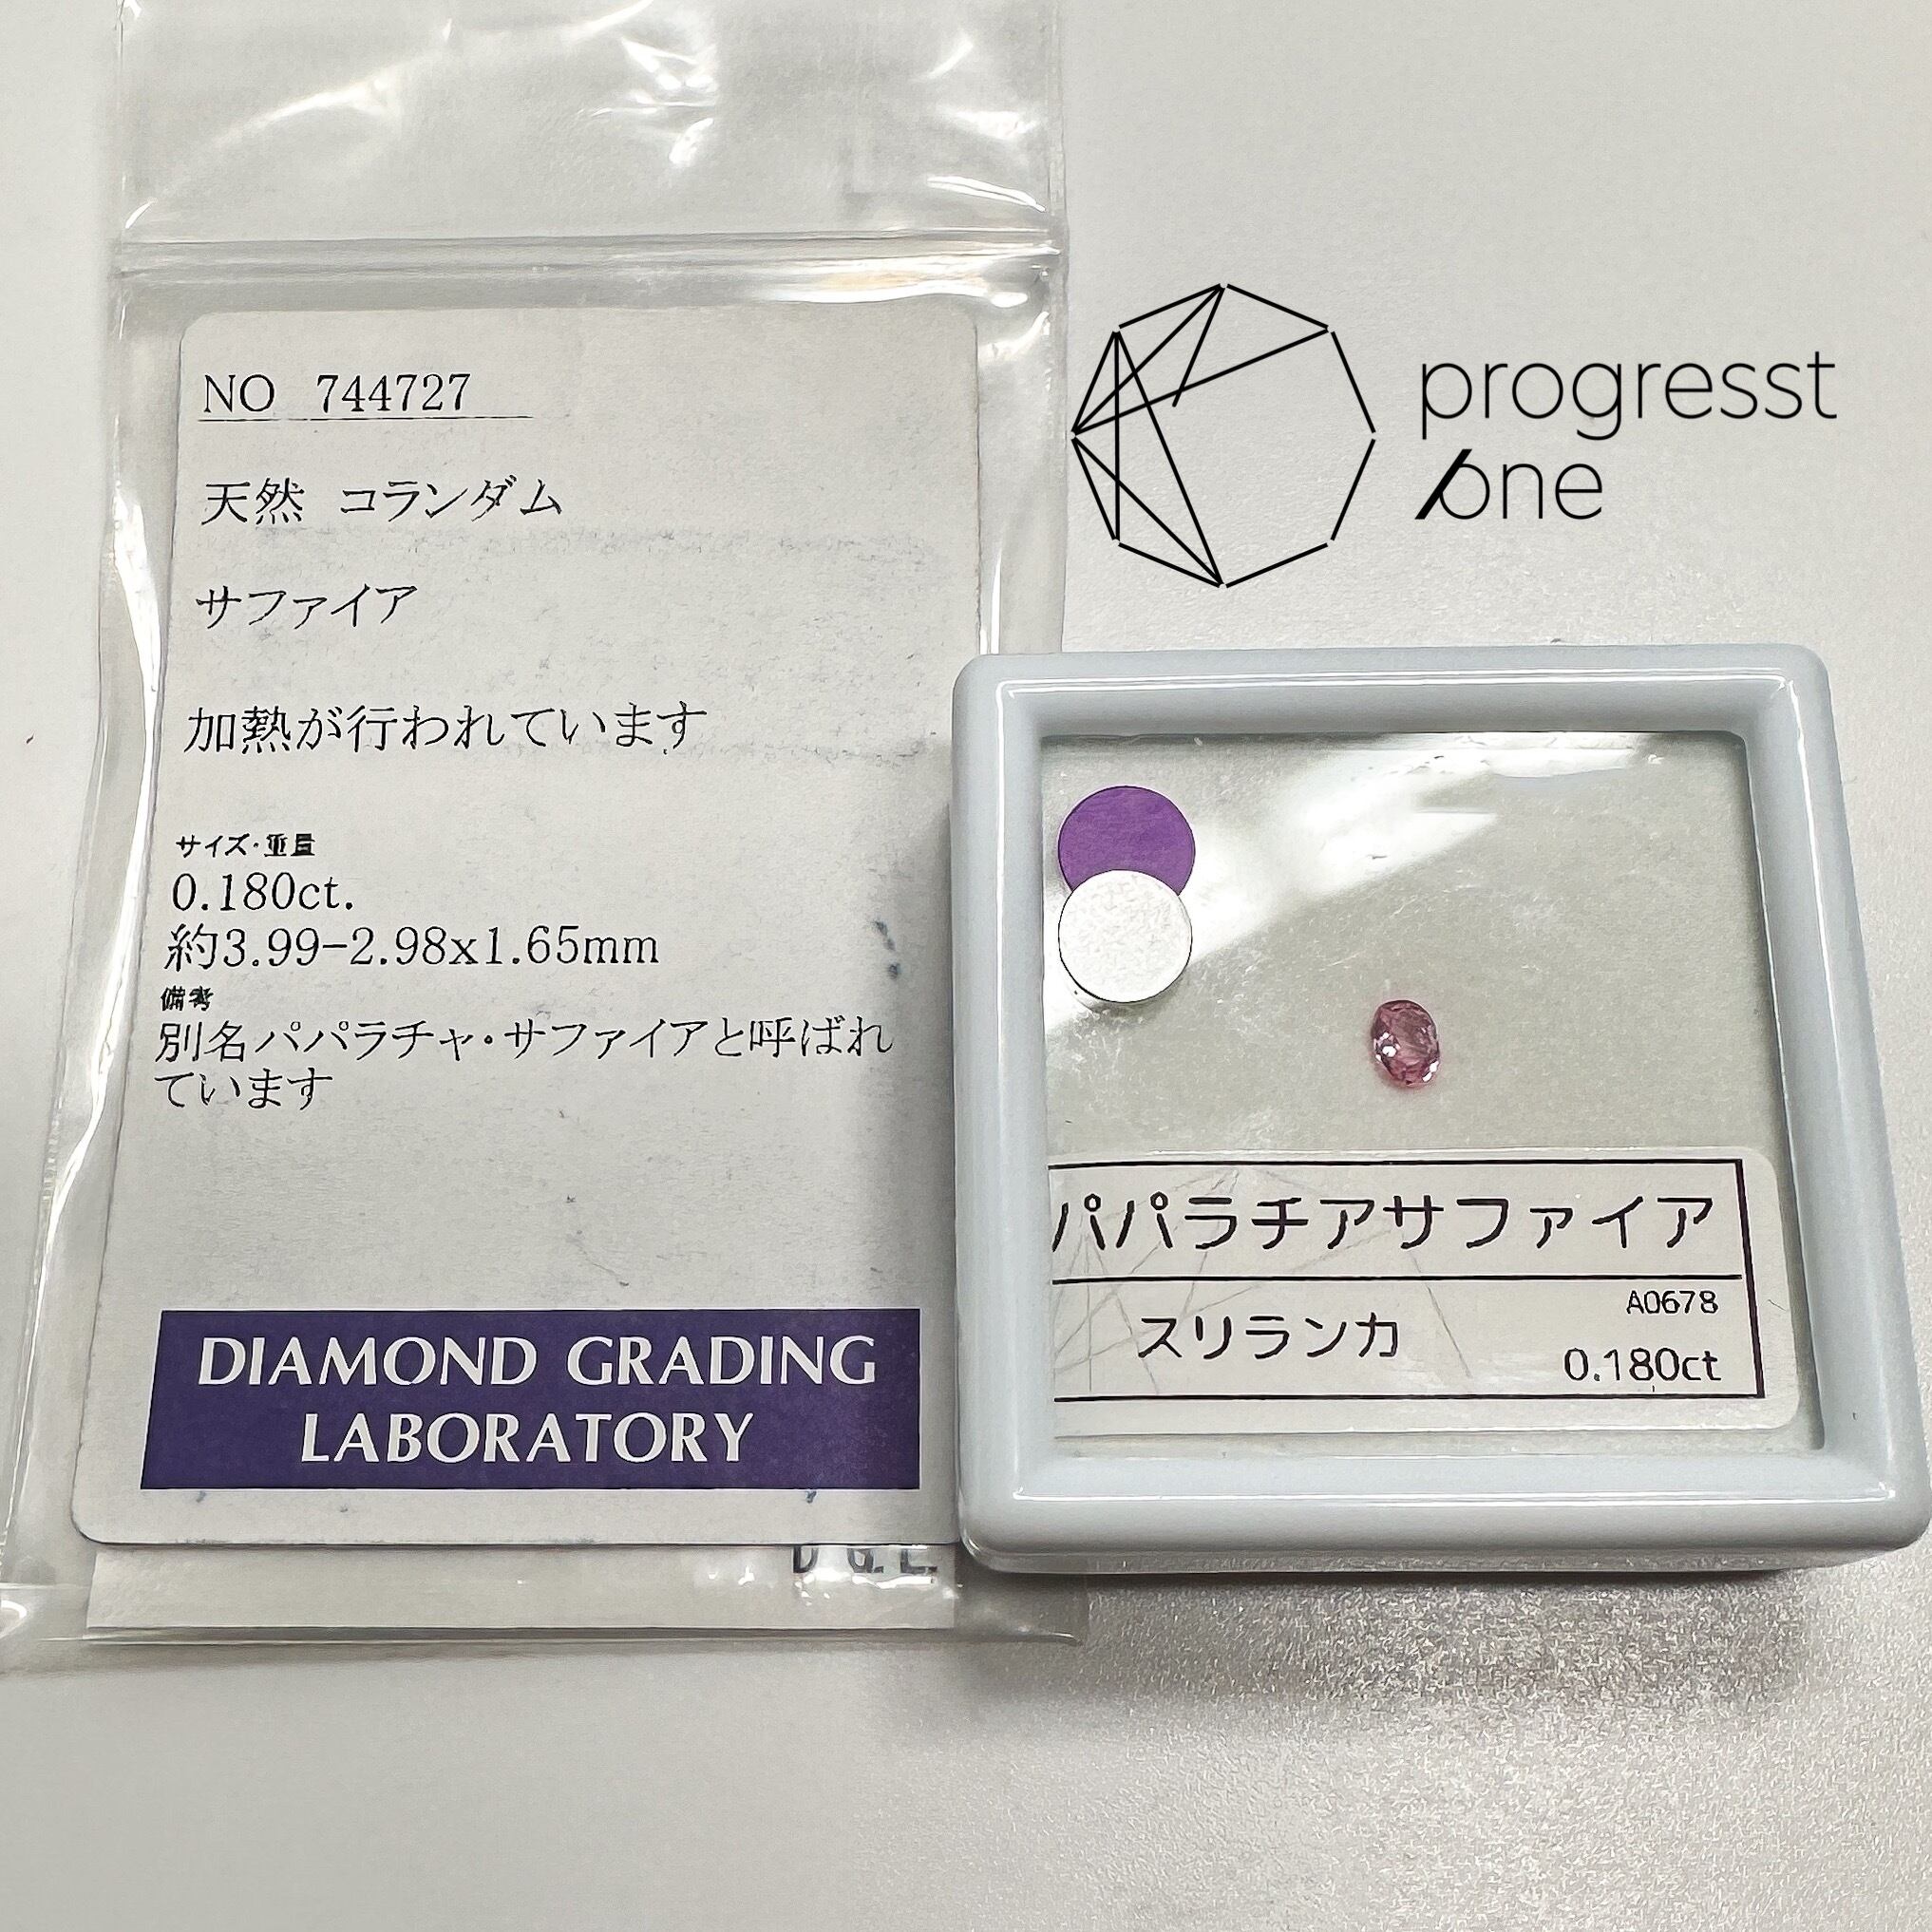 NO 744727
天然 コランダム
サファイア
加熱が行われています
サイズ・重量
0.180ct.
約3.99-2.98x1.65mm
備考
別名パパラチャ・サファイアと呼ばれ
ています
DIAMOND GRADING
LABORATORY
progresst
one
パパラチアサファイア
A0678
スリランカ
0.180ct